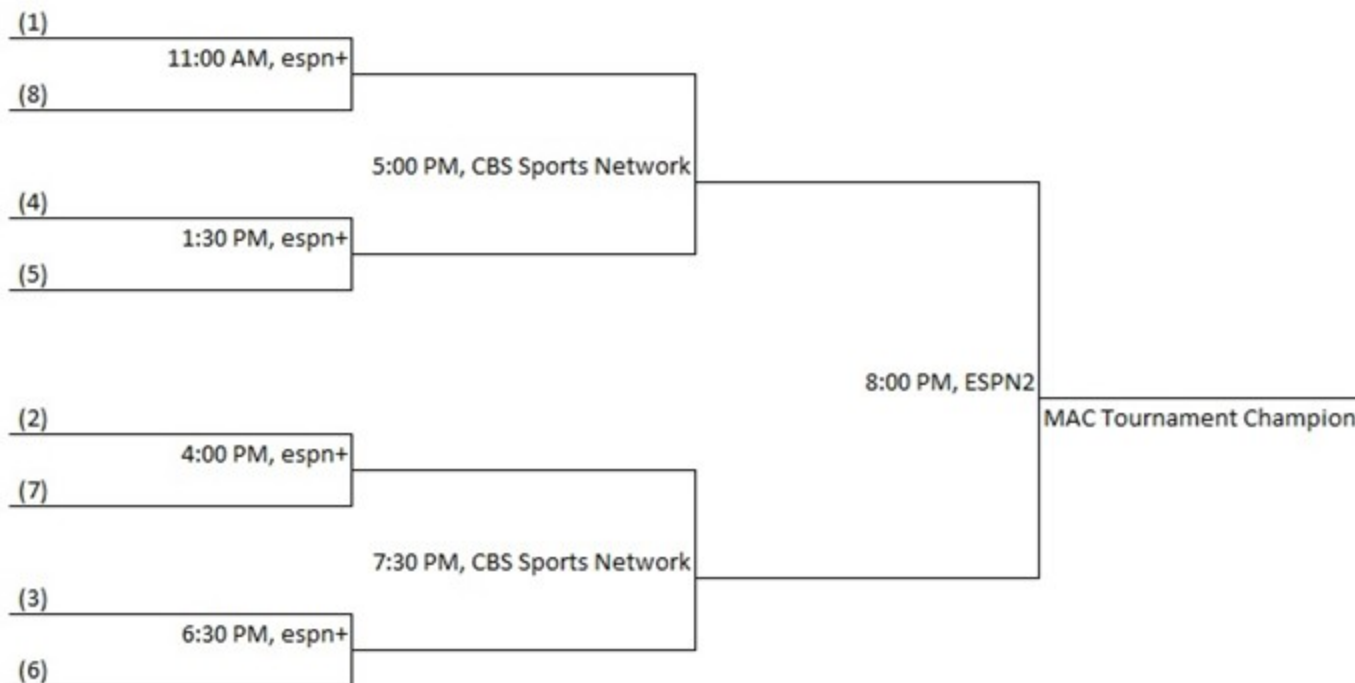 (1)
11:00 AM, espn+
(8)
5:00 PM, CBS Sports Network
(4)
1:30 PM, espn+
(5)
8:00 PM, ESPN2
MAC Tournament Champion
(2)
4:00 PM, espn+
(7)
7:30 PM, CBS Sports Network
(3)
6:30 PM, espn+
(6)